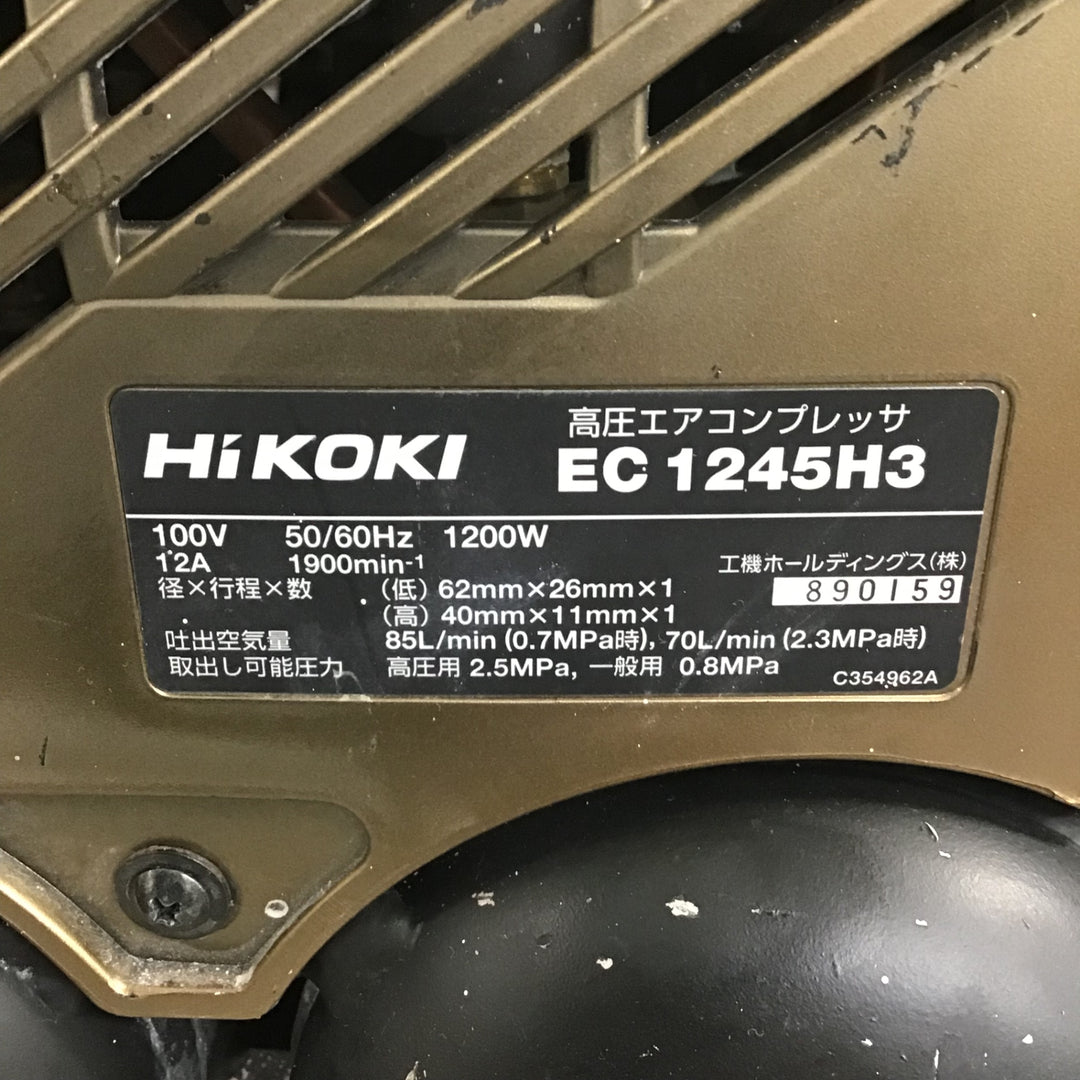 HiKOKI
高圧エアコンプレッサ
EC 1245H3
100V 50/60Hz 1200W
12A 1900min-1
工機ホールディングス(株)
径×行程×数 (低) 62mm×26mm×1
890159
(高) 40mm×11mm×1
吐出空気量 85L/min (0.7MPa時), 70L/min (2.3MPa時)
取出し可能圧力 高圧用 2.5MPa, 一般用 0.8MPa
C354962A